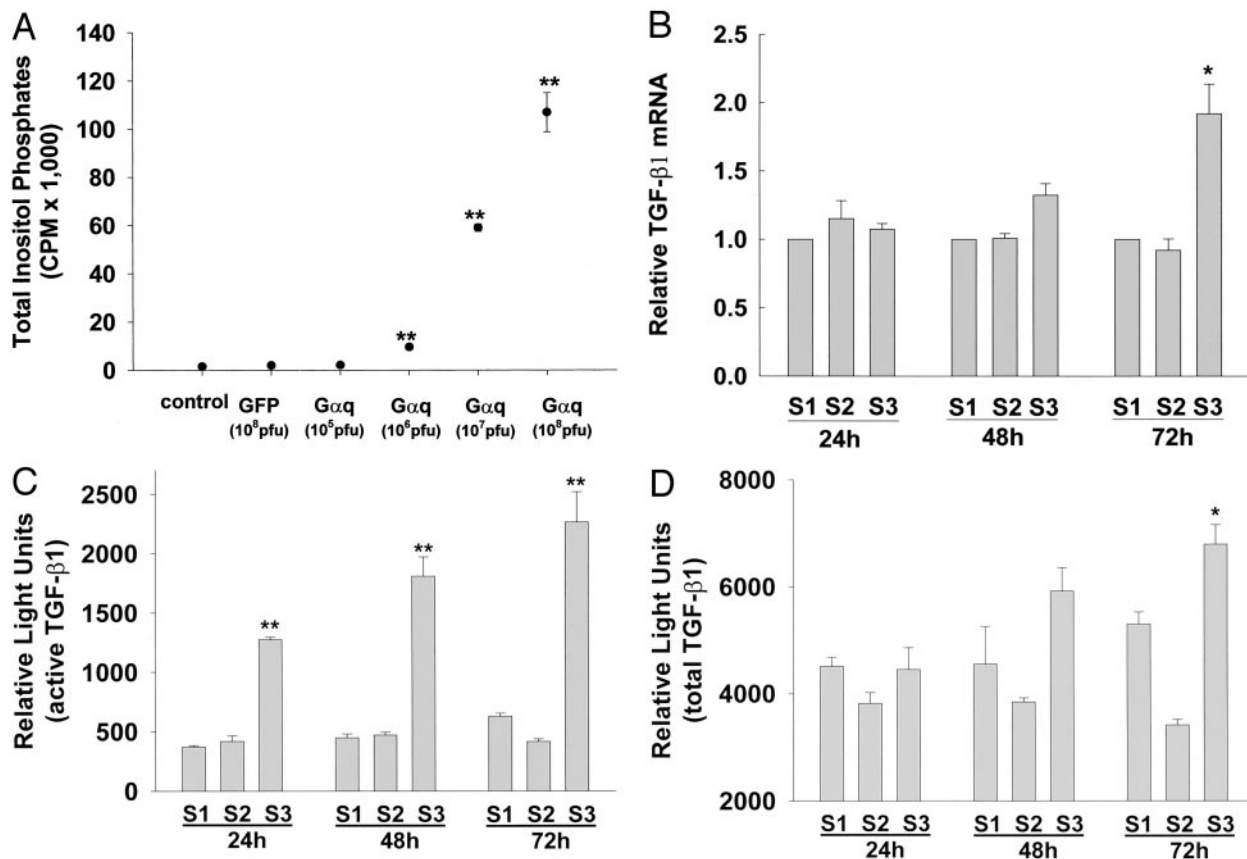 A
Total Inositol Phosphates
(CPM x 1,000)
140
120
100
80
60
40
20
0
**
**
**
control GFP Gαq Gαq Gαq Gαq
(10⁸pfu) (10⁵pfu) (10⁶pfu) (10⁷pfu) (10⁸pfu)
B
Relative TGF-β1 mRNA
2.5
2.0
1.5
1.0
0.5
0.0
*
S1 S2 S3 S1 S2 S3 S1 S2 S3
24h 48h 72h
C
Relative Light Units
(active TGF-β1)
2500
2000
1500
1000
500
0
**
**
**
S1 S2 S3 S1 S2 S3 S1 S2 S3
24h 48h 72h
D
Relative Light Units
(total TGF-β1)
8000
6000
4000
2000
*
S1 S2 S3 S1 S2 S3 S1 S2 S3
24h 48h 72h